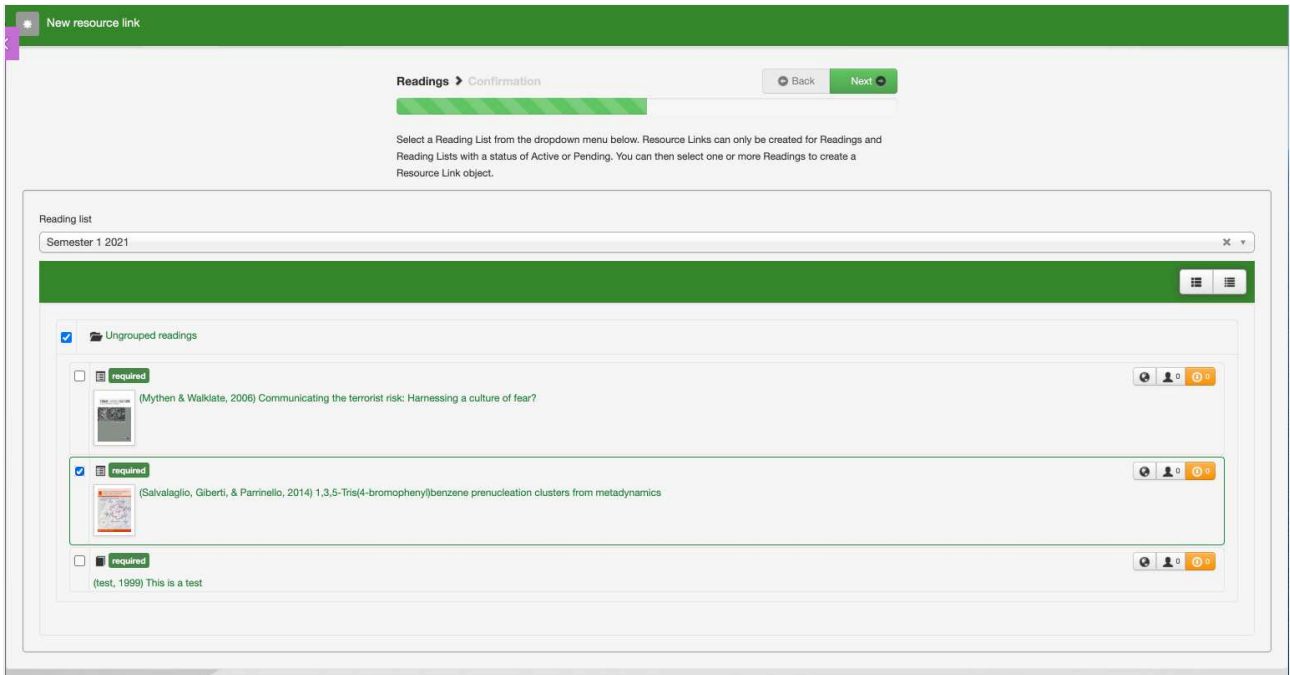 New resource link
Readings > Confirmation
Back
Next
Select a Reading List from the dropdown menu below. Resource Links can only be created for Readings and
Reading Lists with a status of Active or Pending. You can then select one or more Readings to create a
Resource Link object.
Reading list
Semester 1 2021
Ungrouped readings
required
0
0
(Mythen & Walklate, 2006) Communicating the terrorist risk: Harnessing a culture of fear?
required
0
0
(Salvalaglio, Giberti, & Parrinello, 2014) 1,3,5-Tris(4-bromophenyl)benzene prenucleation clusters from metadynamics
required
0
0
(test, 1999) This is a test